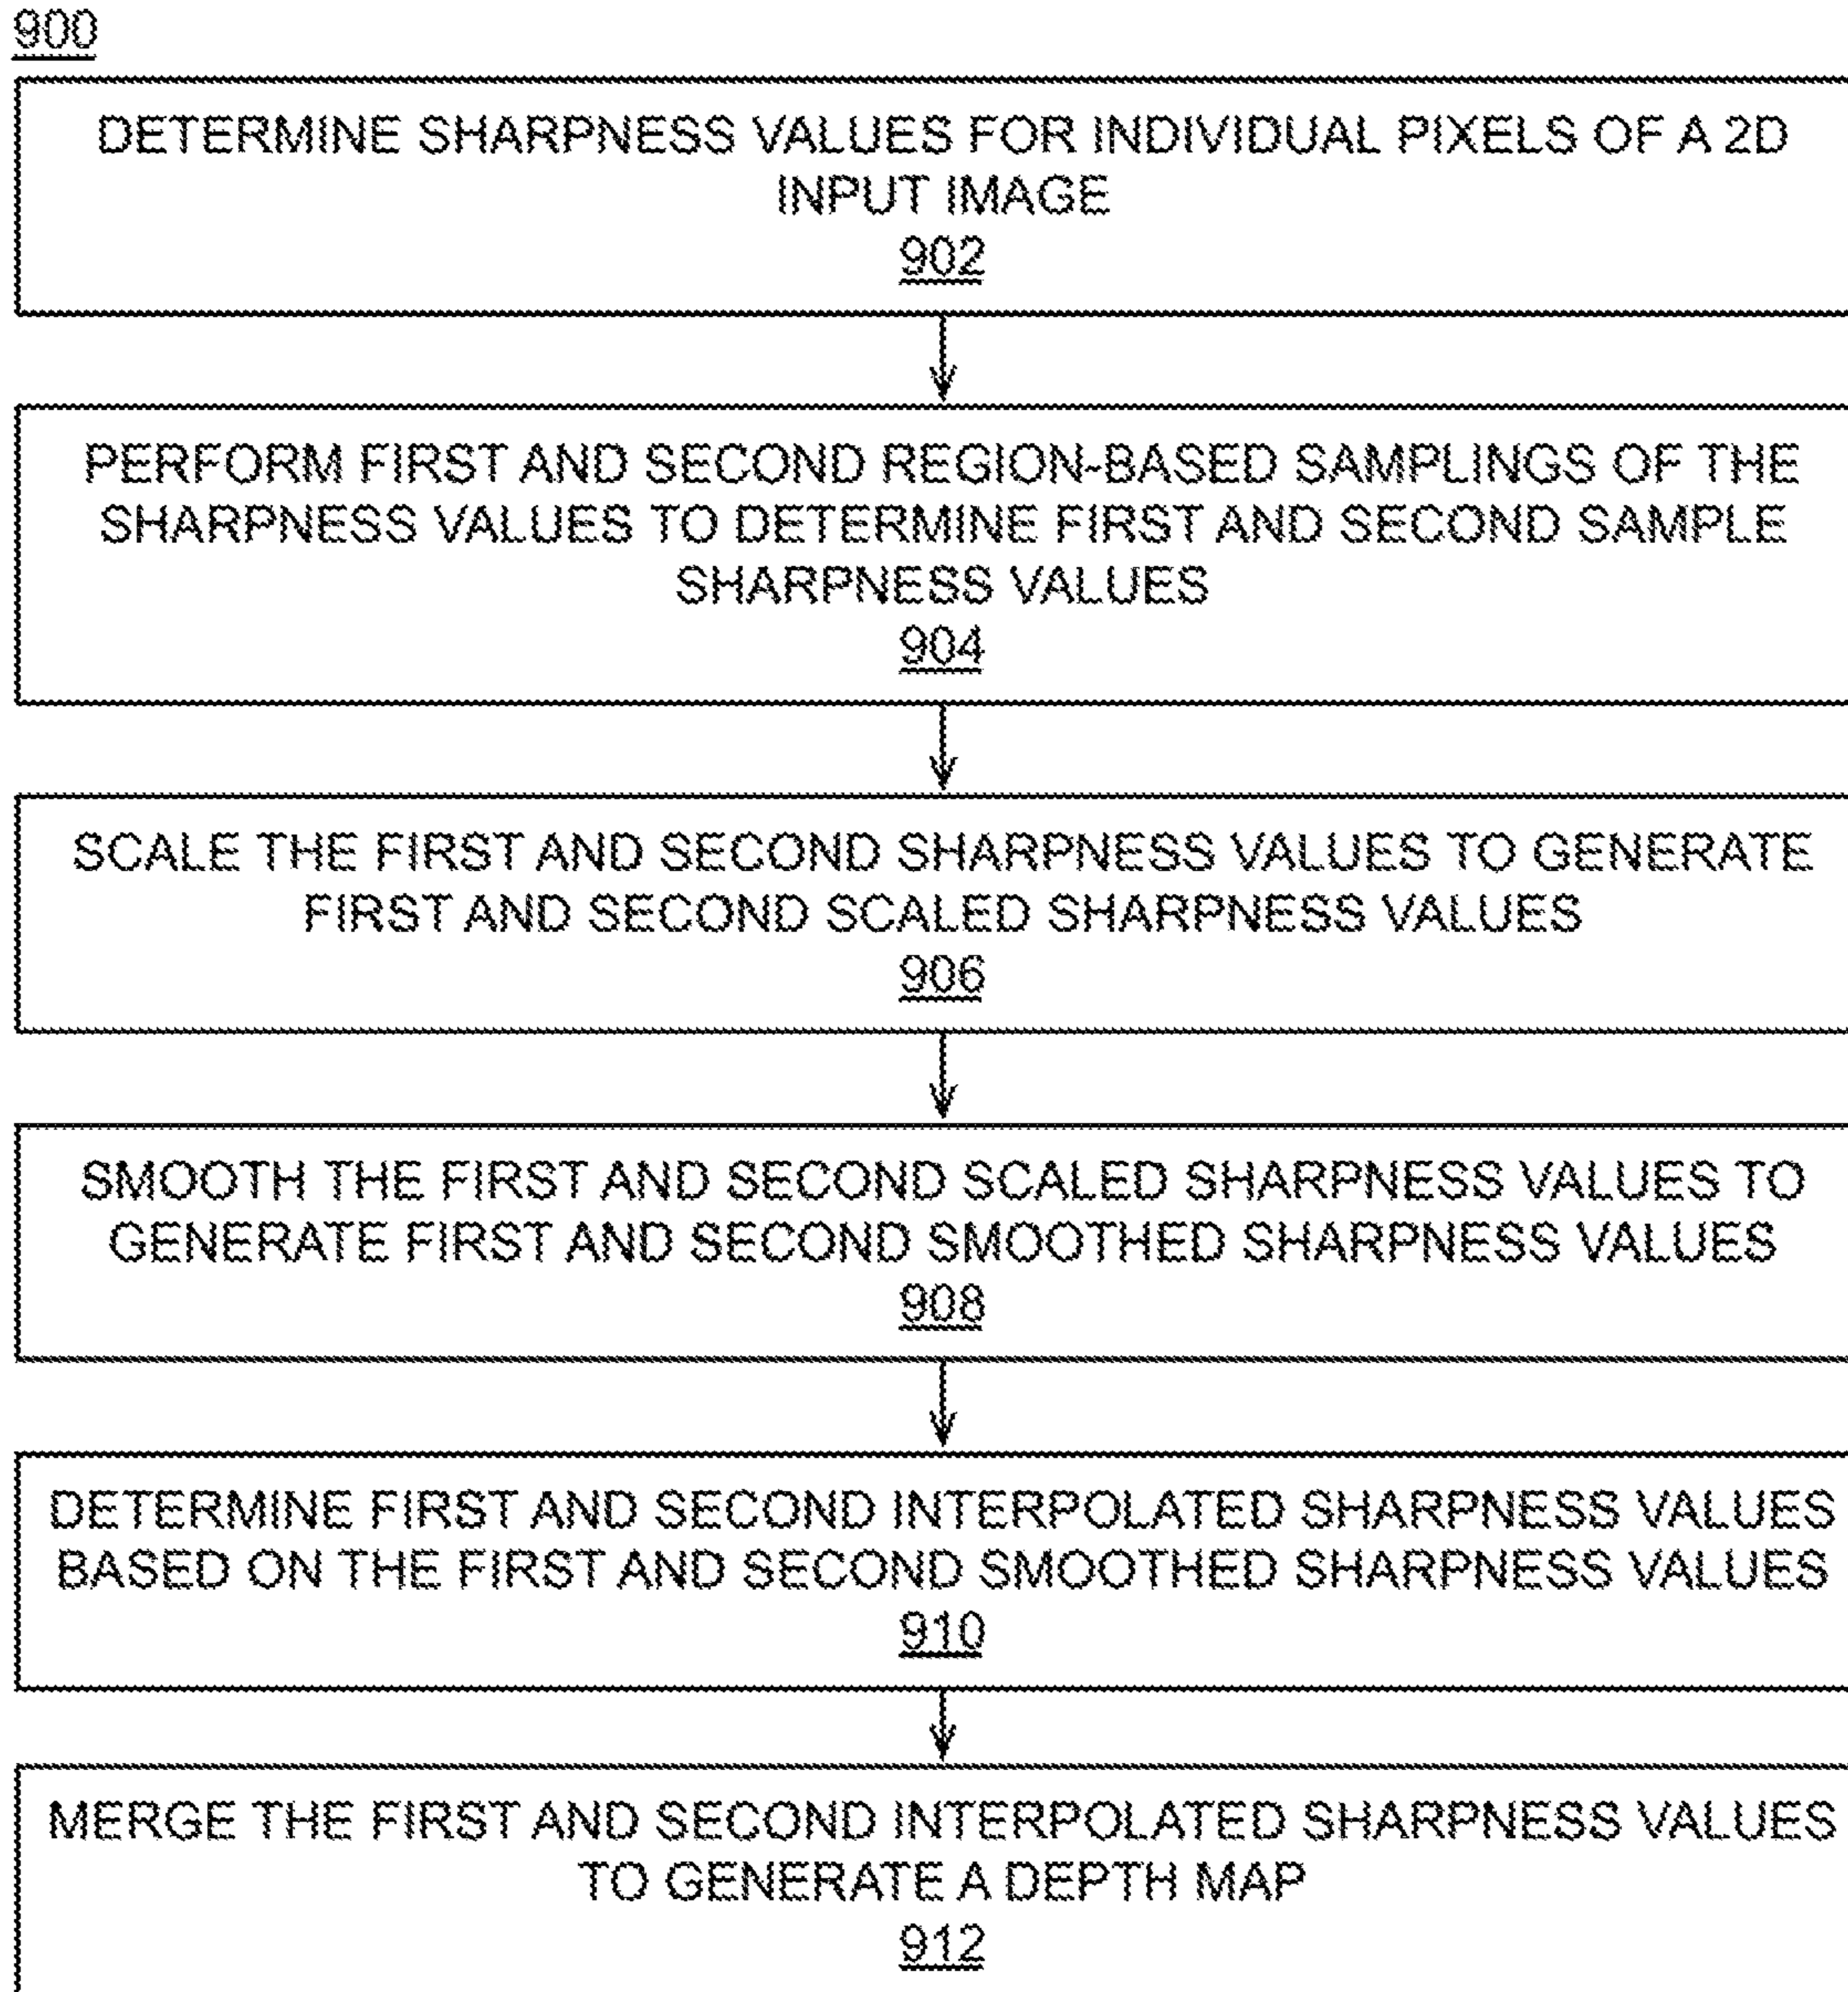 900
DETERMINE SHARPNESS VALUES FOR INDIVIDUAL PIXELS OF A 2D
INPUT IMAGE
902
PERFORM FIRST AND SECOND REGION-BASED SAMPLINGS OF THE
SHARPNESS VALUES TO DETERMINE FIRST AND SECOND SAMPLE
SHARPNESS VALUES
904
SCALE THE FIRST AND SECOND SHARPNESS VALUES TO GENERATE
FIRST AND SECOND SCALED SHARPNESS VALUES
906
SMOOTH THE FIRST AND SECOND SCALED SHARPNESS VALUES TO
GENERATE FIRST AND SECOND SMOOTHED SHARPNESS VALUES
908
DETERMINE FIRST AND SECOND INTERPOLATED SHARPNESS VALUES
BASED ON THE FIRST AND SECOND SMOOTHED SHARPNESS VALUES
910
MERGE THE FIRST AND SECOND INTERPOLATED SHARPNESS VALUES
TO GENERATE A DEPTH MAP
912